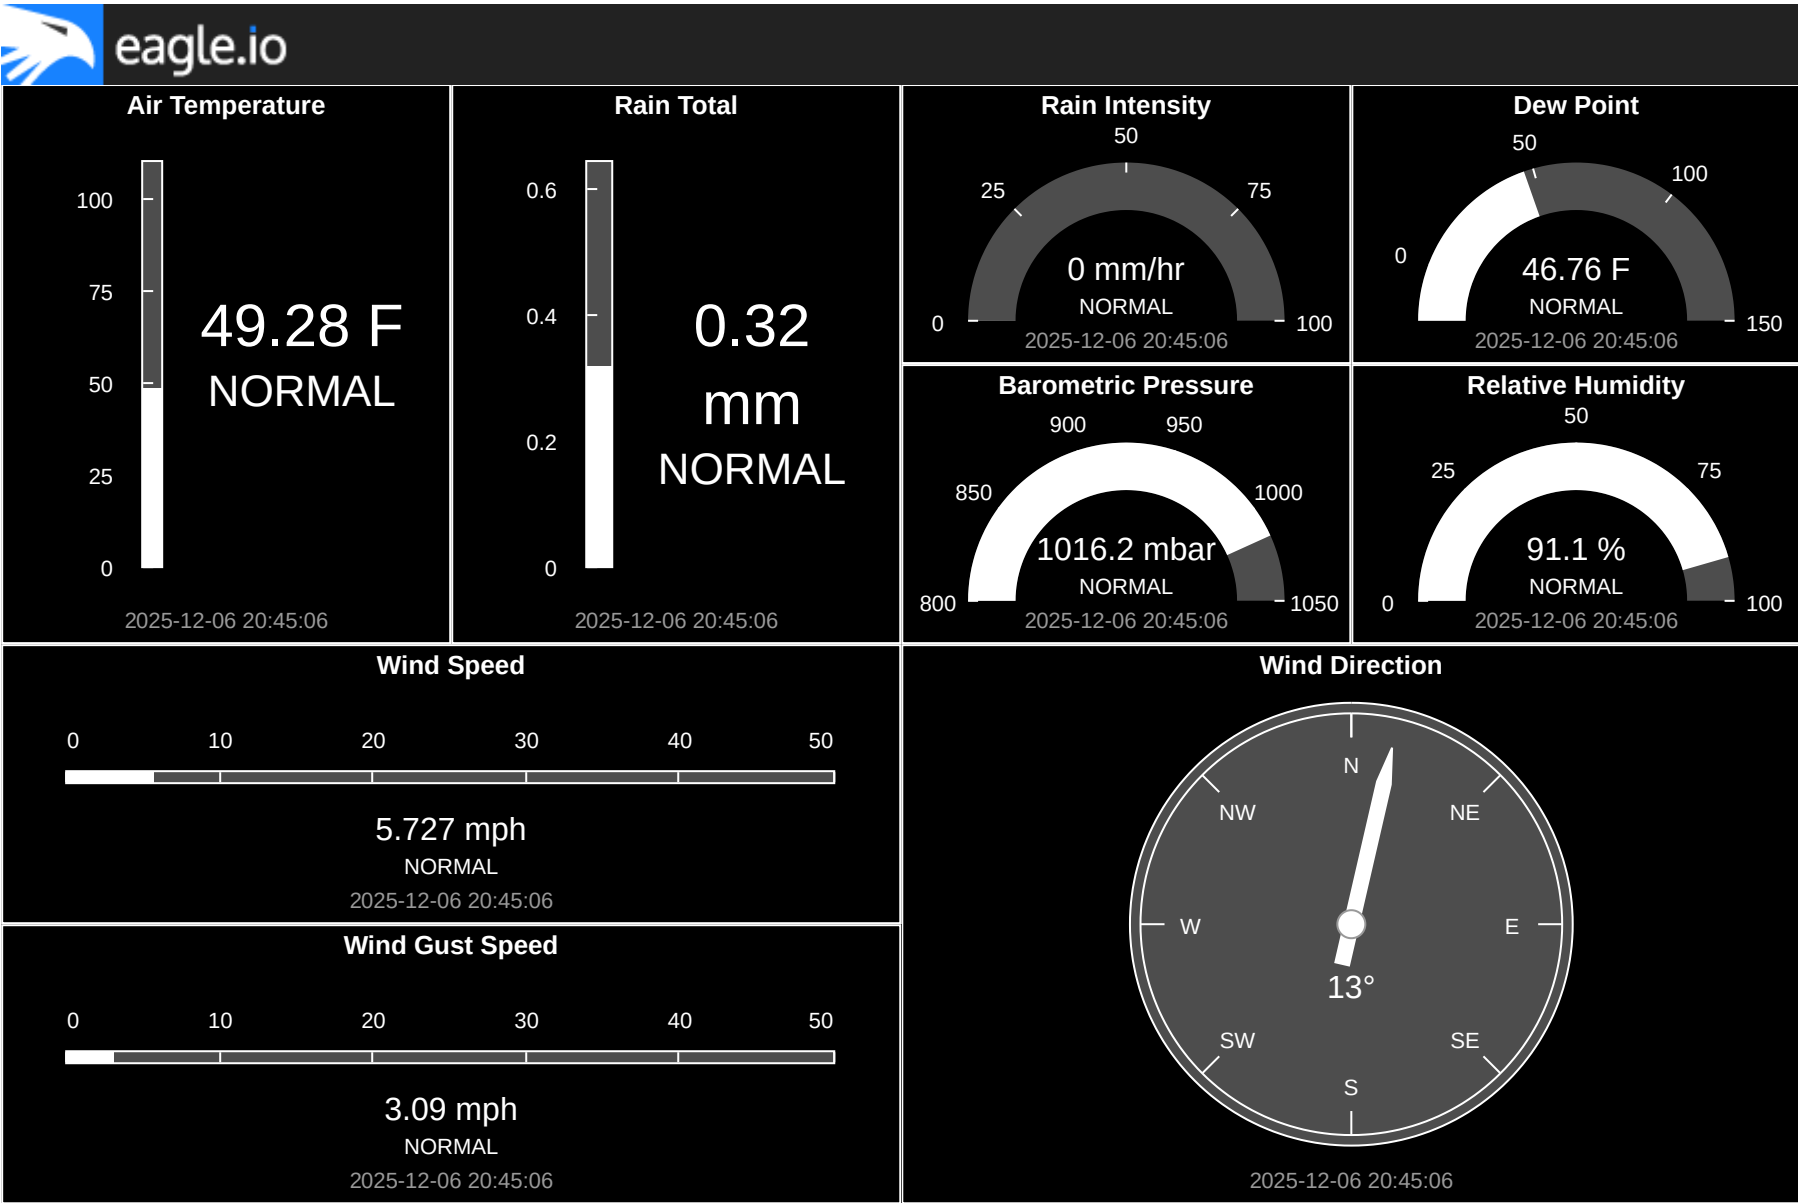 eagle.io
Air Temperature
100
75
50
25
0
49.28 F
NORMAL
2025-12-06 20:45:06
Rain Total
0.6
0.4
0.2
0
0.32
mm
NORMAL
2025-12-06 20:45:06
Rain Intensity
50
25
75
0
100
0 mm/hr
NORMAL
2025-12-06 20:45:06
Dew Point
50
100
0
150
46.76 F
NORMAL
2025-12-06 20:45:06
Barometric Pressure
900
950
850
1000
800
1050
1016.2 mbar
NORMAL
2025-12-06 20:45:06
Relative Humidity
50
25
75
0
100
91.1 %
NORMAL
2025-12-06 20:45:06
Wind Speed
0 10 20 30 40 50
5.727 mph
NORMAL
2025-12-06 20:45:06
Wind Gust Speed
0 10 20 30 40 50
3.09 mph
NORMAL
2025-12-06 20:45:06
Wind Direction
N
NW
NE
W
E
13°
SW
SE
S
2025-12-06 20:45:06